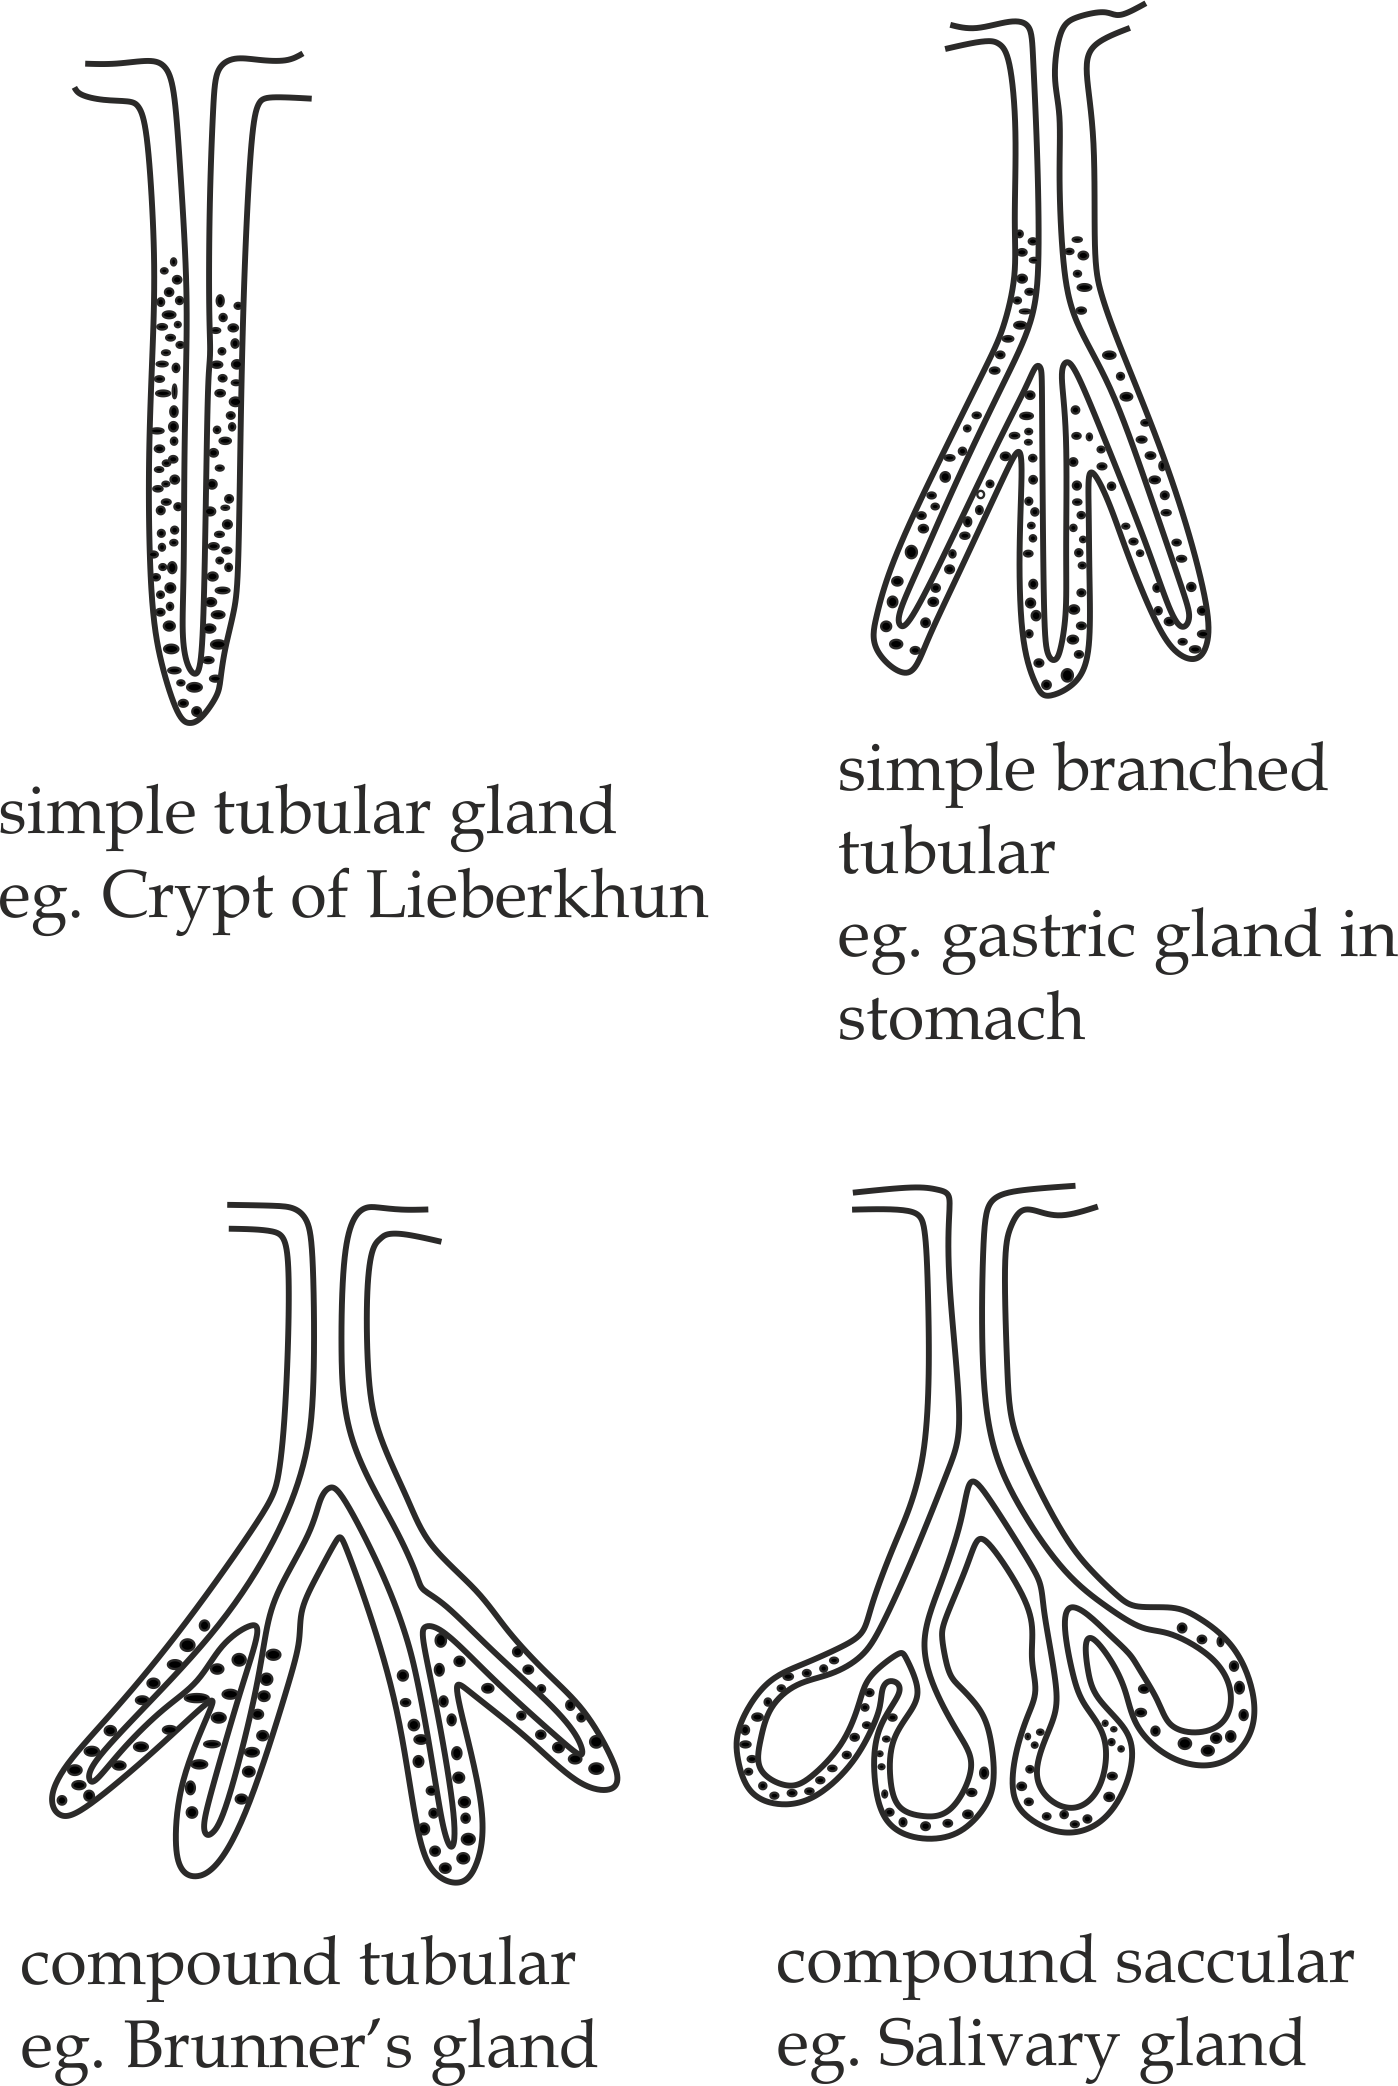 simple tubular gland
eg. Crypt of Lieberkhun
simple branched
tubular
eg. gastric gland in
stomach
compound tubular
eg. Brunner’s gland
compound saccular
eg. Salivary gland